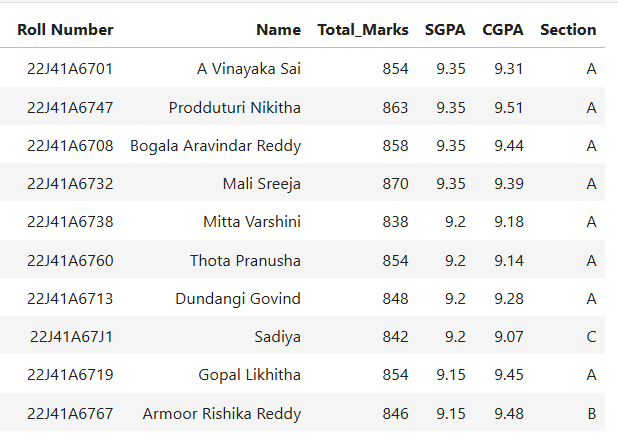 Roll Number Name Total_Marks SGPA CGPA Section
22J41A6701 A Vinayaka Sai 854 9.35 9.31 A
22J41A6747 Prodduturi Nikitha 863 9.35 9.51 A
22J41A6708 Bogala Aravindar Reddy 858 9.35 9.44 A
22J41A6732 Mali Sreeja 870 9.35 9.39 A
22J41A6738 Mitta Varshini 838 9.2 9.18 A
22J41A6760 Thota Pranusha 854 9.2 9.14 A
22J41A6713 Dundangi Govind 848 9.2 9.28 A
22J41A67J1 Sadiya 842 9.2 9.07 C
22J41A6719 Gopal Likhitha 854 9.15 9.45 A
22J41A6767 Armoor Rishika Reddy 846 9.15 9.48 B